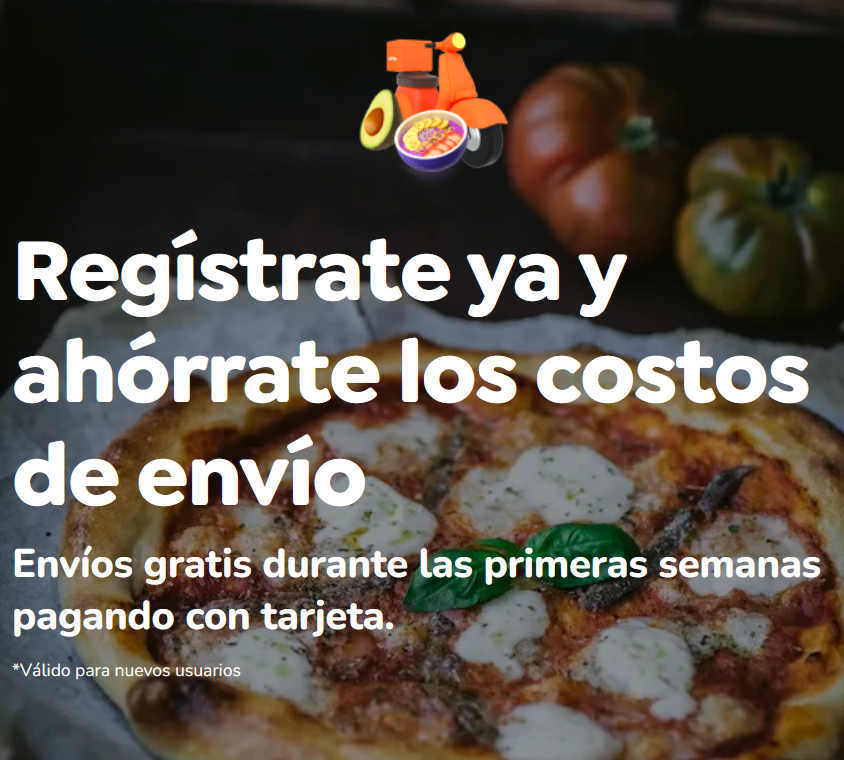 Regístrate ya y
ahórrate los costos
de envío
Envíos gratis durante las primeras semanas
pagando con tarjeta.
*Válido para nuevos usuarios